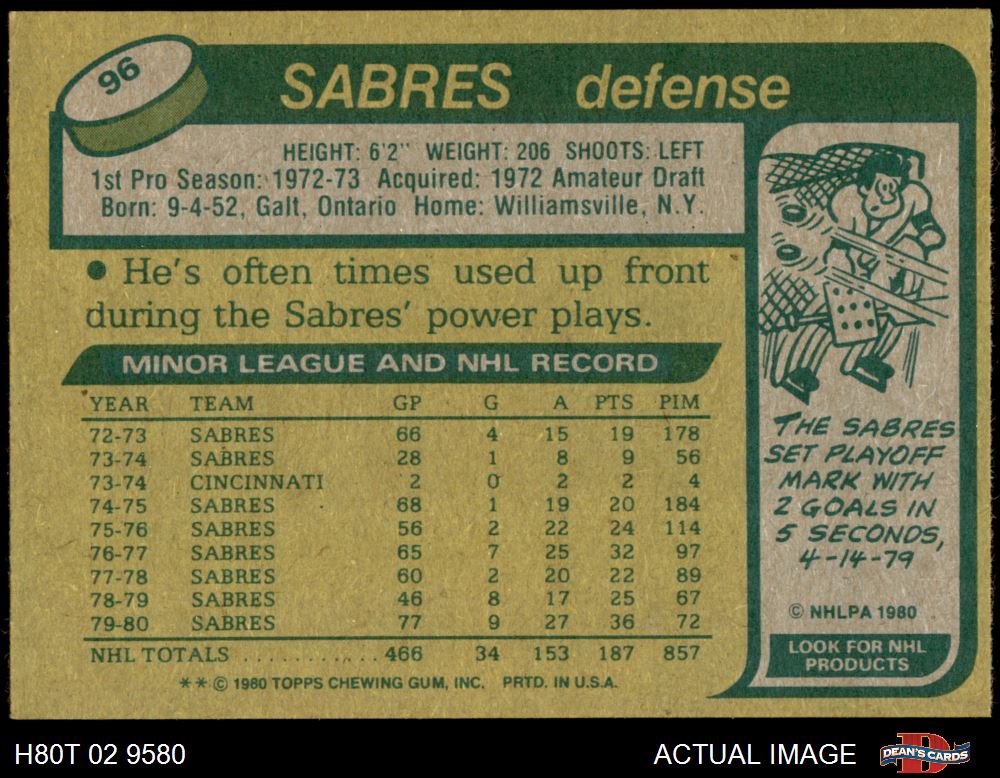 96
SABRES defense
HEIGHT: 6'2" WEIGHT: 206 SHOOTS: LEFT
1st Pro Season: 1972-73 Acquired: 1972 Amateur Draft
Born: 9-4-52, Galt, Ontario Home: Williamsville, N.Y.
• He's often times used up front
during the Sabres' power plays.
MINOR LEAGUE AND NHL RECORD
YEAR TEAM GP G A PTS PIM
72-73 SABRES 66 4 15 19 178
73-74 SABRES 28 1 8 9 56
73-74 CINCINNATI 2 0 2 2 4
74-75 SABRES 68 1 19 20 184
75-76 SABRES 56 2 22 24 114
76-77 SABRES 65 7 25 32 97
77-78 SABRES 60 2 20 22 89
78-79 SABRES 46 8 17 25 67
79-80 SABRES 77 9 27 36 72
NHL TOTALS ............ 466 34 153 187 857
** © 1980 TOPPS CHEWING GUM, INC. PRTD. IN U.S.A.
THE SABRES
SET PLAYOFF
MARK WITH
2 GOALS IN
5 SECONDS,
4-14-79
© NHLPA 1980
LOOK FOR NHL
PRODUCTS
H80T 02 9580
ACTUAL IMAGE
D
DEAN'S CARDS